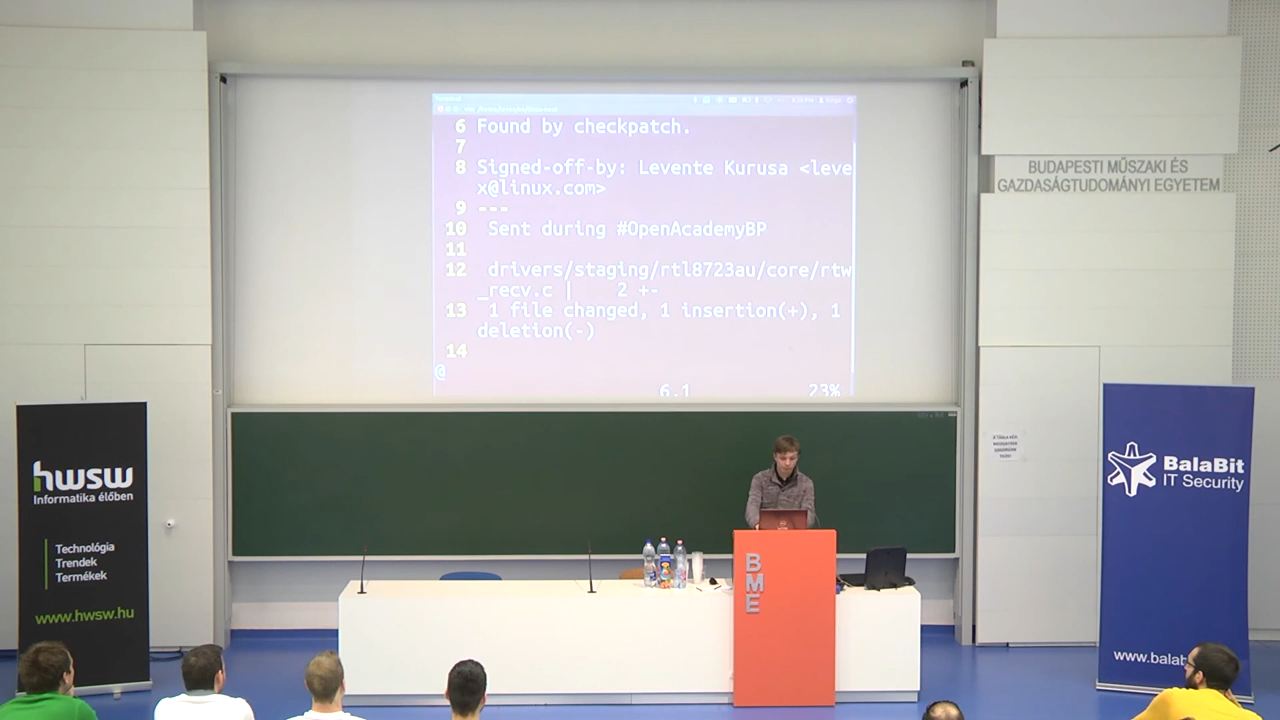 6 Found by checkpatch.
7
8 Signed-off-by: Levente Kurusa <leve
x@linux.com>
9 ---
10 Sent during #OpenAcademyBP
11
12 drivers/staging/rtl8723au/core/rtw
_recv.c | 2 +-
13 1 file changed, 1 insertion(+), 1
deletion(-)
14
@
6.1 23%
BUDAPESTI MŰSZAKI ÉS
GAZDASÁGTUDOMÁNYI EGYETEM
hwsw
Informatika élőben
Technológia
Trendek
Termékek
www.hwsw.hu
BME
BalaBit
IT Security
www.balab